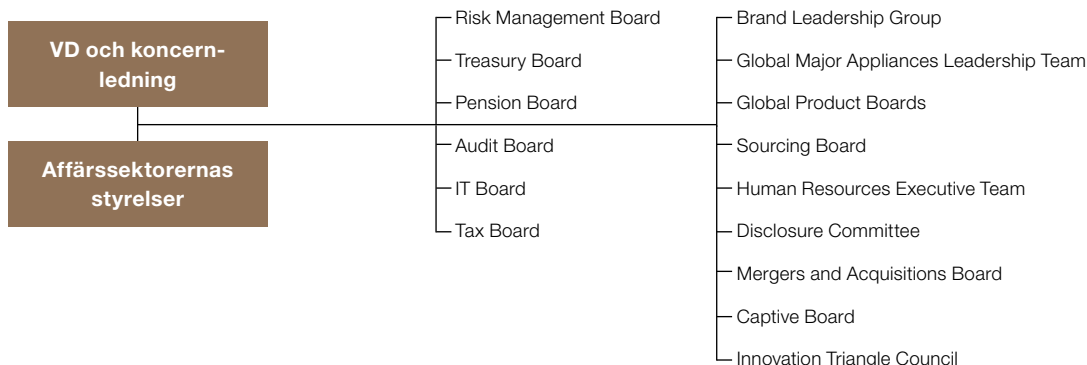 VD och koncern-
ledning
Affärssektorernas
styrelser
Risk Management Board
Treasury Board
Pension Board
Audit Board
IT Board
Tax Board
Brand Leadership Group
Global Major Appliances Leadership Team
Global Product Boards
Sourcing Board
Human Resources Executive Team
Disclosure Committee
Mergers and Acquisitions Board
Captive Board
Innovation Triangle Council